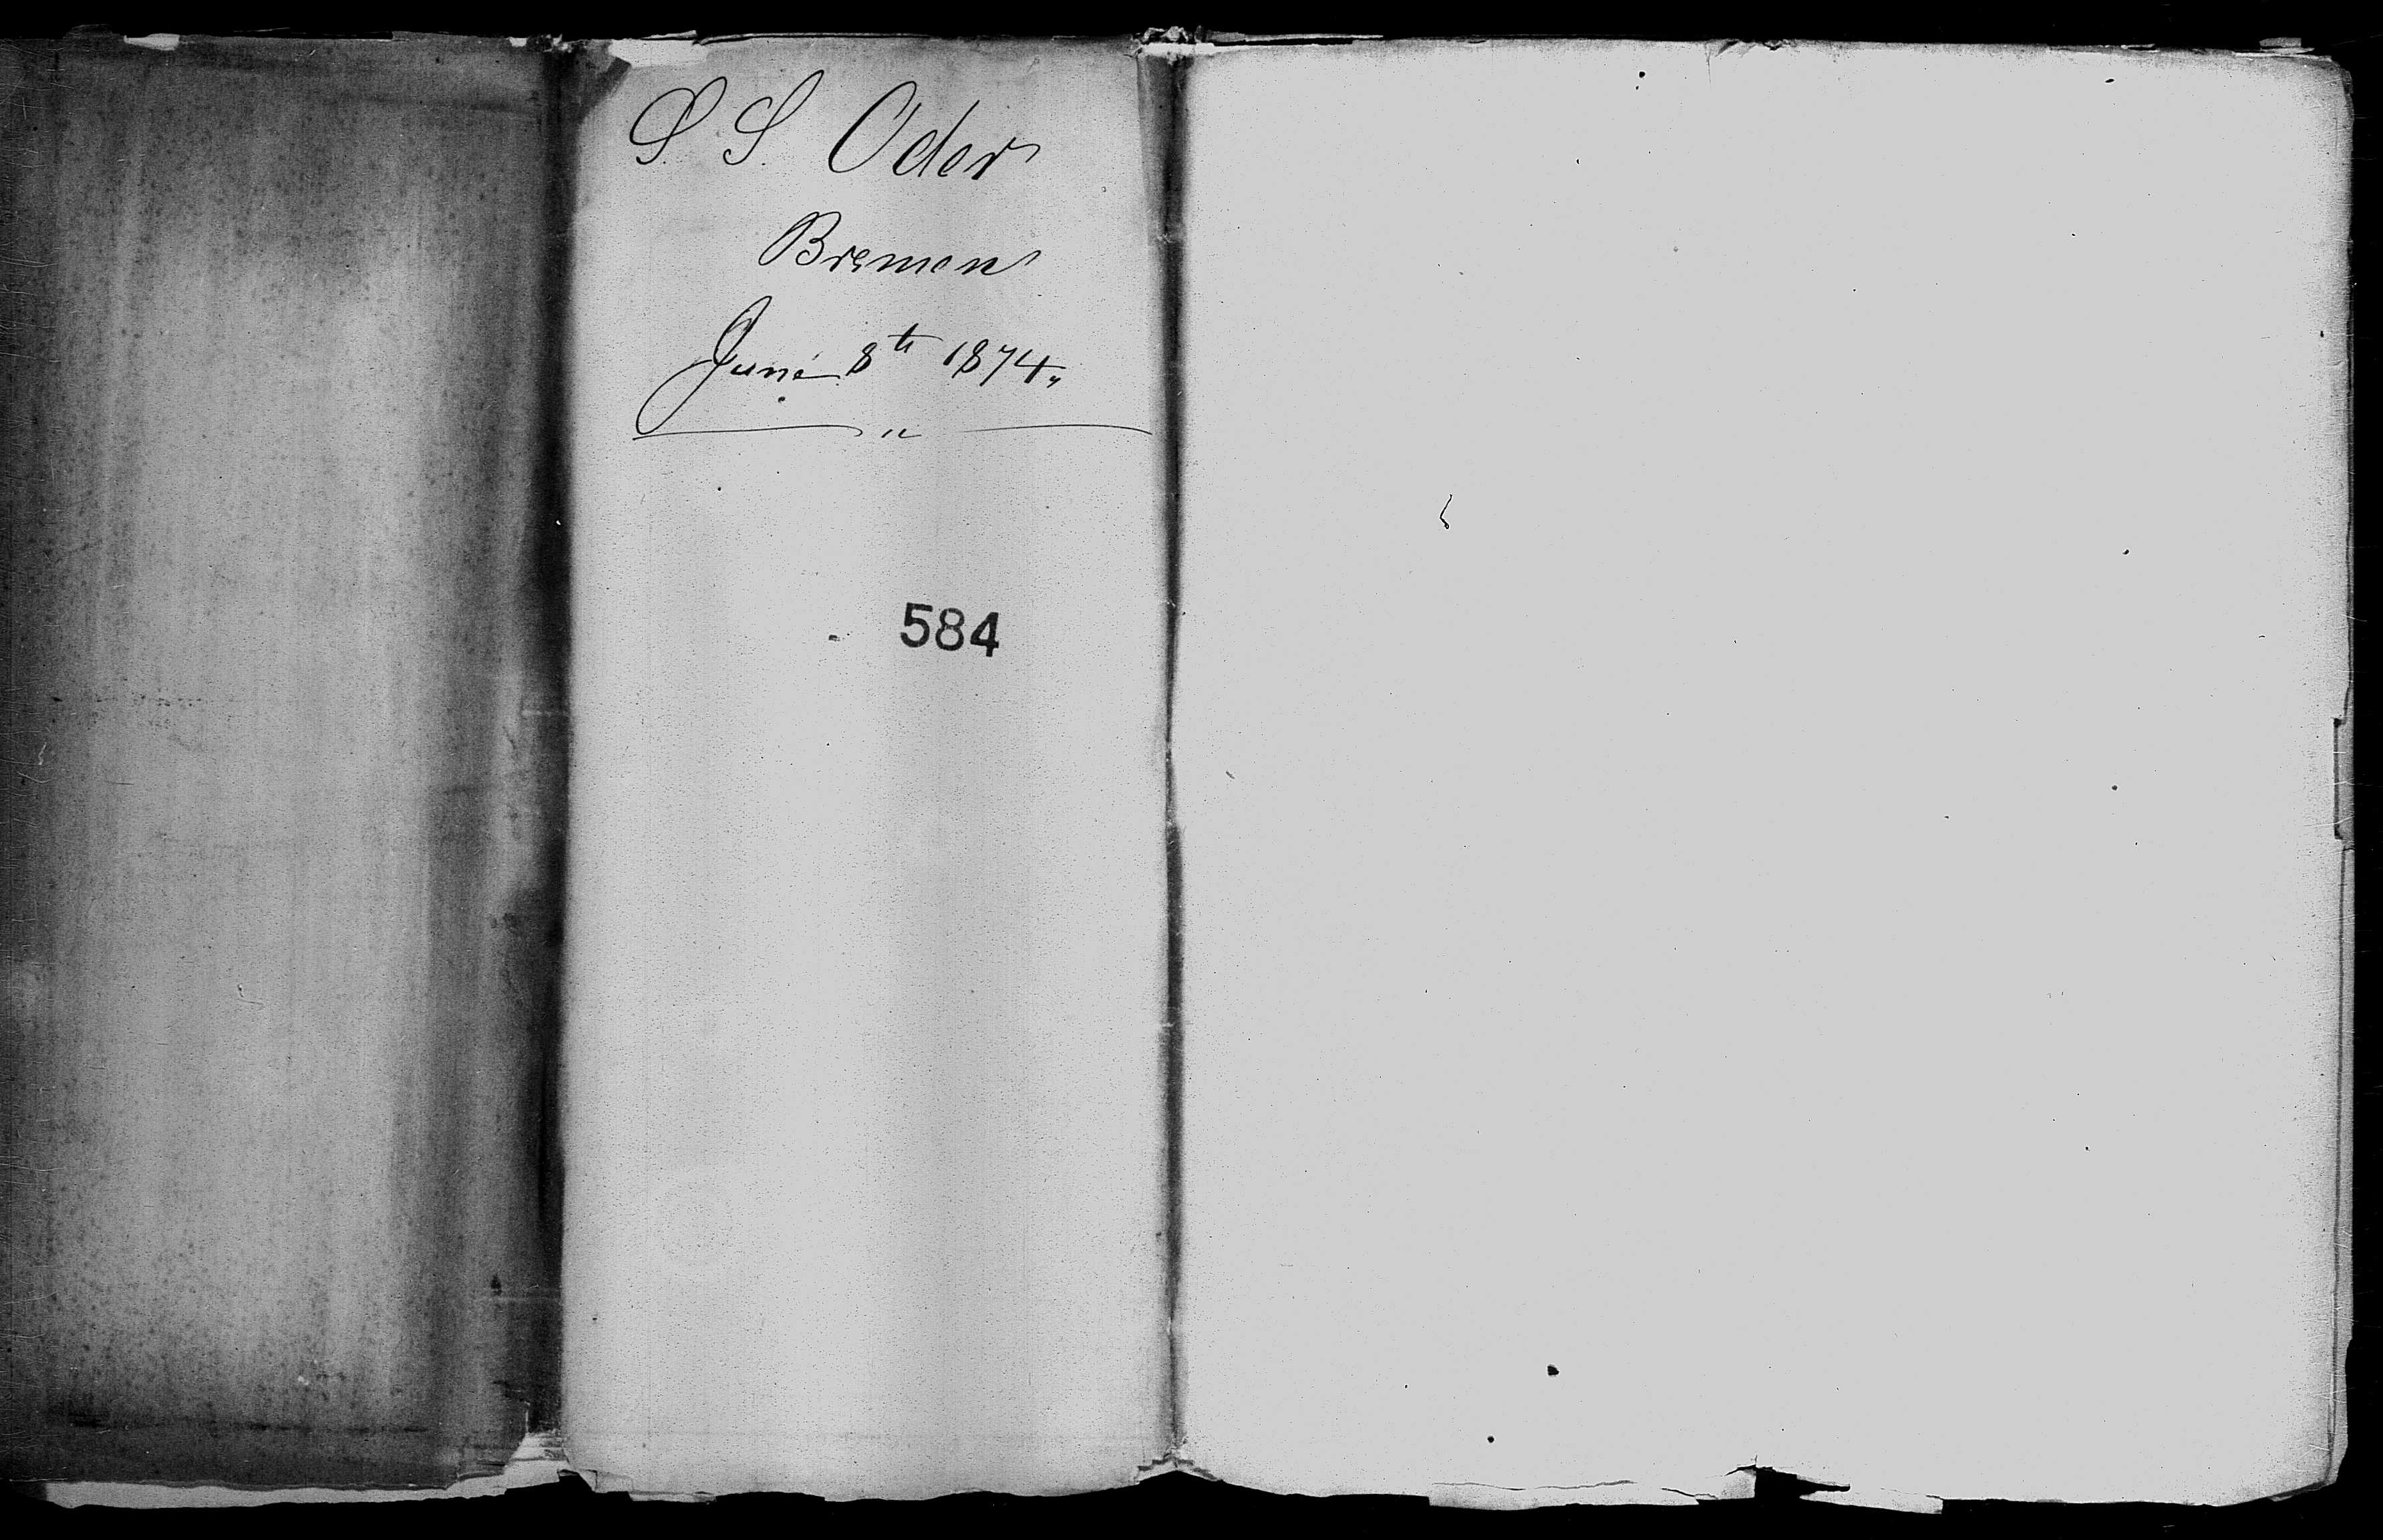 S. S. Oder
Bremen
June 8th 1874.
584